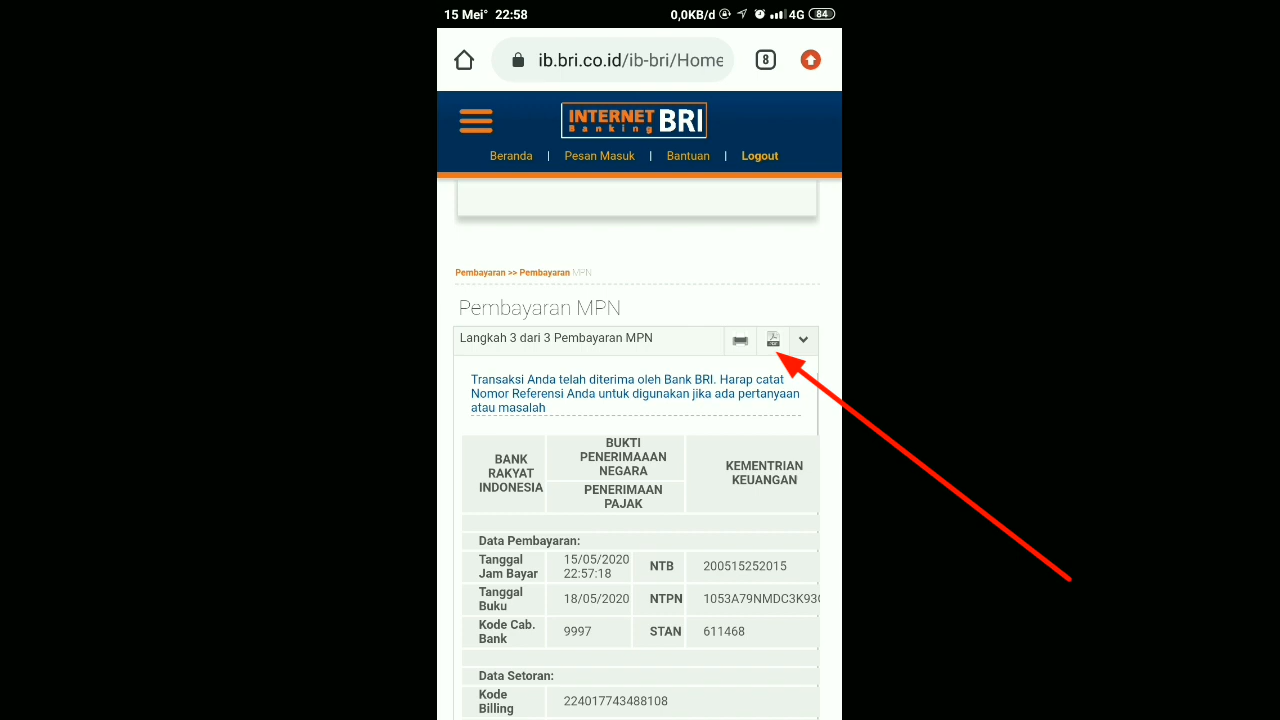 15 Mei° 22:58
0,0KB/d 4G 84
ib.bri.co.id/ib-bri/Home
8
INTERNET
Banking
BRI
Beranda | Pesan Masuk | Bantuan | Logout
Pembayaran >> Pembayaran MPN
Pembayaran MPN
Langkah 3 dari 3 Pembayaran MPN
PDF
Transaksi Anda telah diterima oleh Bank BRI. Harap catat
Nomor Referensi Anda untuk digunakan jika ada pertanyaan
atau masalah
BANK
RAKYAT
INDONESIA
BUKTI
PENERIMAAAN
NEGARA
PENERIMAAN
PAJAK
KEMENTRIAN
KEUANGAN
Data Pembayaran:
Tanggal
Jam Bayar
15/05/2020
22:57:18
NTB
200515252015
Tanggal
Buku
18/05/2020
NTPN
1053A79NMDC3K93
Kode Cab.
Bank
9997
STAN
611468
Data Setoran:
Kode
Billing
224017743488108